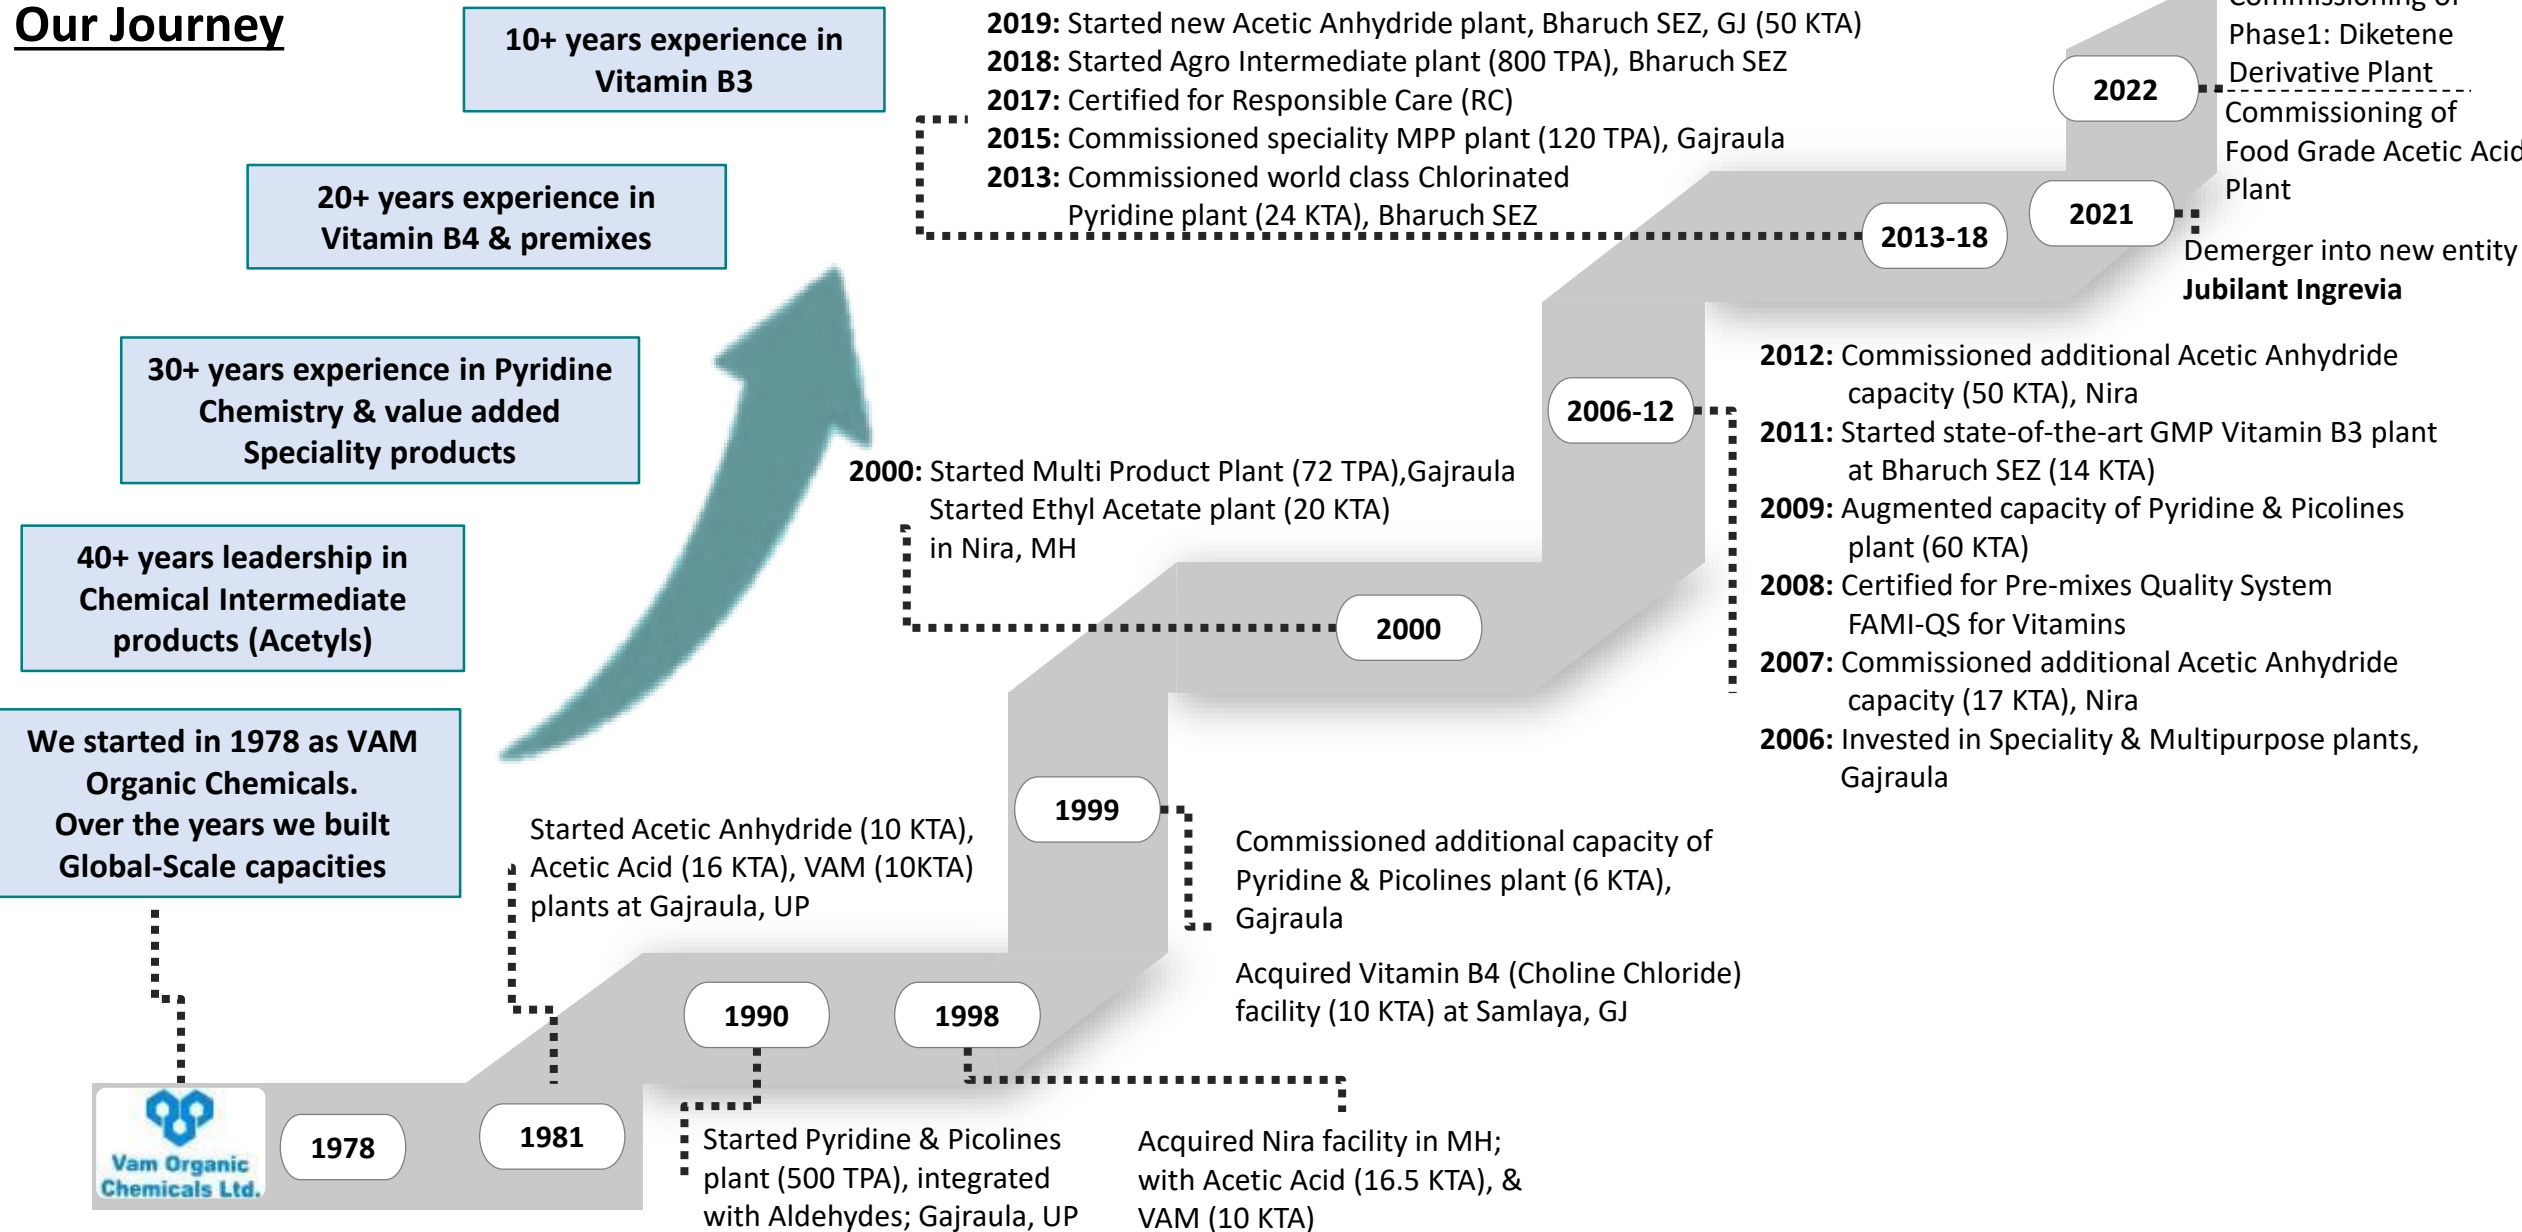 Our Journey
10+ years experience in
Vitamin B3
20+ years experience in
Vitamin B4 & premixes
30+ years experience in Pyridine
Chemistry & value added
Speciality products
40+ years leadership in
Chemical Intermediate
products (Acetyls)
We started in 1978 as VAM
Organic Chemicals.
Over the years we built
Global-Scale capacities
Vam Organic
Chemicals Ltd.
1978
1981
Started Acetic Anhydride (10 KTA),
Acetic Acid (16 KTA), VAM (10KTA)
plants at Gajraula, UP
1990
Started Pyridine & Picolines
plant (500 TPA), integrated
with Aldehydes; Gajraula, UP
1998
Acquired Nira facility in MH;
with Acetic Acid (16.5 KTA), &
VAM (10 KTA)
1999
Commissioned additional capacity of
Pyridine & Picolines plant (6 KTA),
Gajraula
Acquired Vitamin B4 (Choline Chloride)
facility (10 KTA) at Samlaya, GJ
2000
2000: Started Multi Product Plant (72 TPA),Gajraula
Started Ethyl Acetate plant (20 KTA)
in Nira, MH
2006-12
2012: Commissioned additional Acetic Anhydride
capacity (50 KTA), Nira
2011: Started state-of-the-art GMP Vitamin B3 plant
at Bharuch SEZ (14 KTA)
2009: Augmented capacity of Pyridine & Picolines
plant (60 KTA)
2008: Certified for Pre-mixes Quality System
FAMI-QS for Vitamins
2007: Commissioned additional Acetic Anhydride
capacity (17 KTA), Nira
2006: Invested in Speciality & Multipurpose plants,
Gajraula
2013-18
2019: Started new Acetic Anhydride plant, Bharuch SEZ, GJ (50 KTA)
2018: Started Agro Intermediate plant (800 TPA), Bharuch SEZ
2017: Certified for Responsible Care (RC)
2015: Commissioned speciality MPP plant (120 TPA), Gajraula
2013: Commissioned world class Chlorinated
Pyridine plant (24 KTA), Bharuch SEZ
2021
Demerger into new entity
Jubilant Ingrevia
2022
Commissioning of
Phase1: Diketene
Derivative Plant
Commissioning of
Food Grade Acetic Acid
Plant